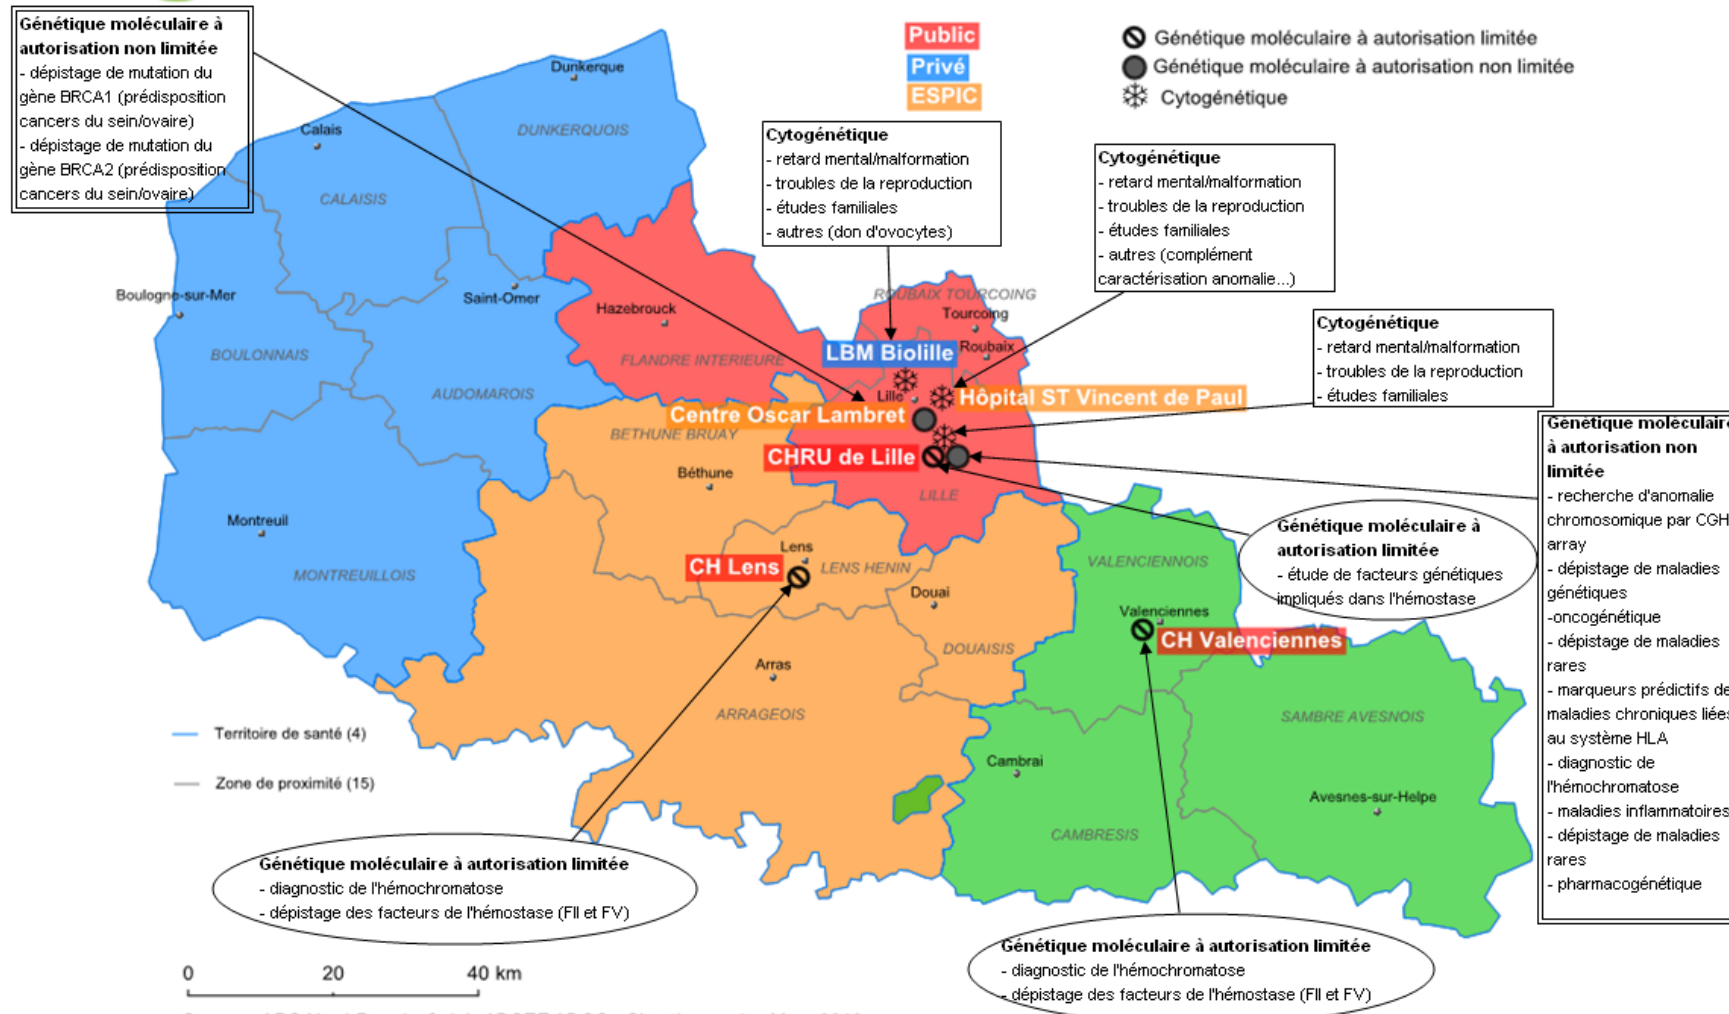 Génétique moléculaire à
autorisation non limitée
- dépistage de mutation du
gène BRCA1 (prédisposition
cancers du sein/ovaire)
- dépistage de mutation du
gène BRCA2 (prédisposition
cancers du sein/ovaire)
Public
Privé
ESPIC
Génétique moléculaire à autorisation limitée
Génétique moléculaire à autorisation non limitée
Cytogénétique
Cytogénétique
- retard mental/malformation
- troubles de la reproduction
- études familiales
- autres (don d'ovocytes)
Cytogénétique
- retard mental/malformation
- troubles de la reproduction
- études familiales
- autres (complément
caractérisation anomalie...)
Cytogénétique
- retard mental/malformation
- troubles de la reproduction
- études familiales
Génétique moléculaire
à autorisation non
limitée
- recherche d'anomalie
chromosomique par CGH
array
- dépistage de maladies
génétiques
-oncogénétique
- dépistage de maladies
rares
- marqueurs prédictifs de
maladies chroniques liées
au système HLA
- diagnostic de
l'hémochromatose
- maladies inflammatoires
- dépistage de maladies
rares
- pharmacogénétique
Génétique moléculaire à
autorisation limitée
- étude de facteurs génétiques
impliqués dans l'hémostase
Dunkerque
DUNKERQUOIS
Calais
CALAISIS
Boulogne-sur-Mer
BOULONNAIS
Saint-Omer
AUDOMAROIS
Montreuil
MONTREUILLOIS
Hazebrouck
FLANDRE INTERIEURE
ROUBAIX TOURCOING
Tourcoing
Roubaix
LBM Biolille
Lille
Hôpital ST Vincent de Paul
Centre Oscar Lambret
CHRU de Lille
LILLE
BETHUNE BRUAY
Béthune
Lens
CH Lens
LENS HENIN
Douai
DOUAISIS
Arras
ARRAGEOIS
VALENCIENNOIS
Valenciennes
CH Valenciennes
SAMBRE AVESNOIS
Cambrai
CAMBRESIS
Avesnes-sur-Helpe
Territoire de santé (4)
Zone de proximité (15)
Génétique moléculaire à autorisation limitée
- diagnostic de l'hémochromatose
- dépistage des facteurs de l'hémostase (FII et FV)
Génétique moléculaire à autorisation limitée
- diagnostic de l'hémochromatose
- dépistage des facteurs de l'hémostase (FII et FV)
0 20 40 km